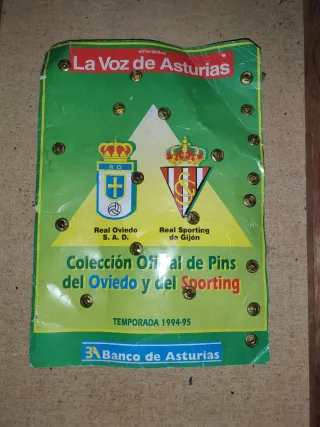 La Voz de Asturias
Real Oviedo
S. A. D.
Real Sporting
de Gijón
Colección Oficial de Pins
del Oviedo y del Sporting
TEMPORADA 1994-95
Banco de Asturias